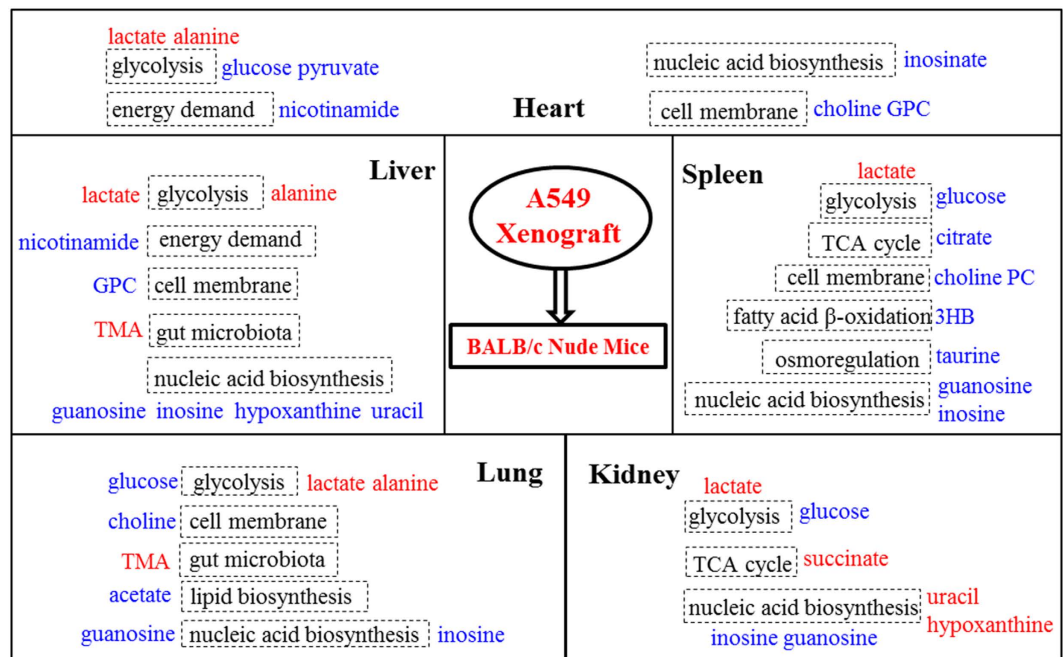 lactate alanine
glycolysis glucose pyruvate
energy demand nicotinamide
Heart
nucleic acid biosynthesis inosinate
cell membrane choline GPC
Liver
lactate glycolysis alanine
nicotinamide energy demand
GPC cell membrane
TMA gut microbiota
nucleic acid biosynthesis
guanosine inosine hypoxanthine uracil
A549
Xenograft
BALB/c Nude Mice
Spleen
lactate
glycolysis glucose
TCA cycle citrate
cell membrane choline PC
fatty acid β-oxidation 3HB
osmoregulation taurine
nucleic acid biosynthesis guanosine
inosine
Lung
glucose glycolysis lactate alanine
choline cell membrane
TMA gut microbiota
acetate lipid biosynthesis
guanosine nucleic acid biosynthesis inosine
Kidney
lactate
glycolysis glucose
TCA cycle succinate
nucleic acid biosynthesis uracil
hypoxanthine
inosine guanosine